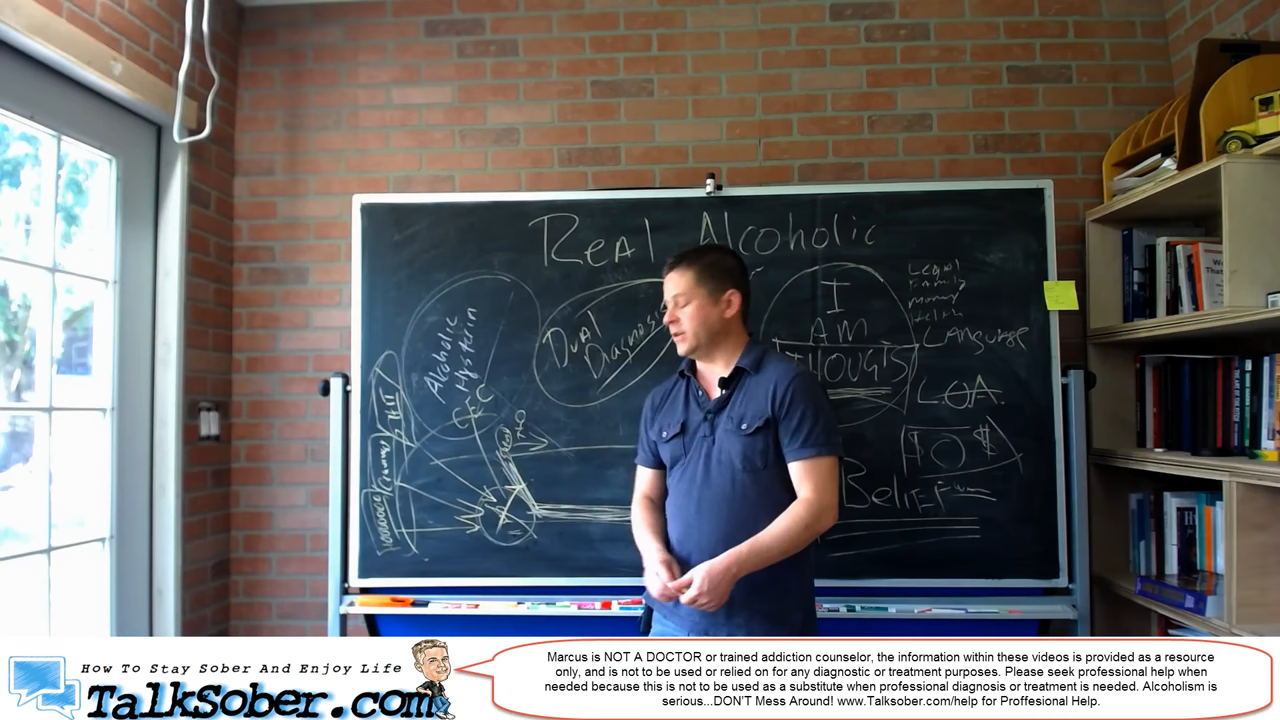 Real Alcoholic
Alcoholic
Dual
Diagnosis
I
AM
THOUGTS
Legal
Family
Money
Language
LOA
Belief
How To Stay Sober And Enjoy Life
TalkSober.com
Marcus is NOT A DOCTOR or trained addiction counselor, the information within these videos is provided as a resource
only, and is not to be used or relied on for any diagnostic or treatment purposes. Please seek professional help when
needed because this is not to be used as a substitute when professional diagnosis or treatment is needed. Alcoholism is
serious...DON'T Mess Around! www.Talksober.com/help for Proffesional Help.